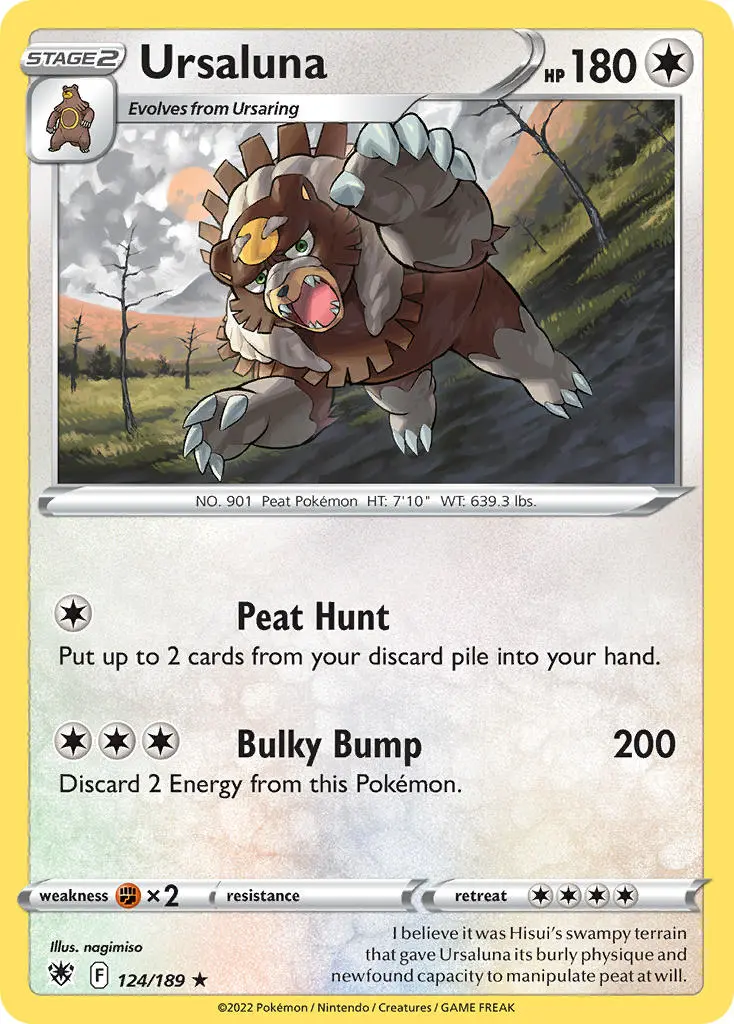 STAGE 2
Ursaluna
HP 180
Evolves from Ursaring
NO. 901 Peat Pokémon HT: 7'10" WT: 639.3 lbs.
Peat Hunt
Put up to 2 cards from your discard pile into your hand.
Bulky Bump 200
Discard 2 Energy from this Pokémon.
weakness ×2 resistance retreat
Illus. nagimiso
F 124/189
I believe it was Hisui's swampy terrain
that gave Ursaluna its burly physique and
newfound capacity to manipulate peat at will.
©2022 Pokémon / Nintendo / Creatures / GAME FREAK